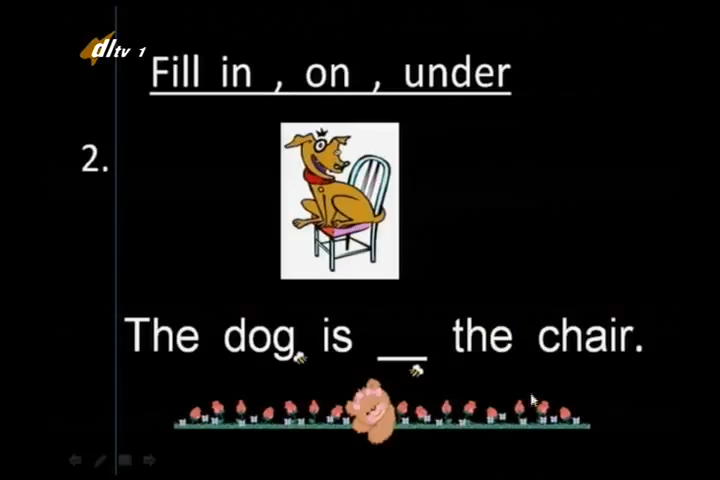 dltv 1
Fill in , on , under
2.
The dog is __ the chair.